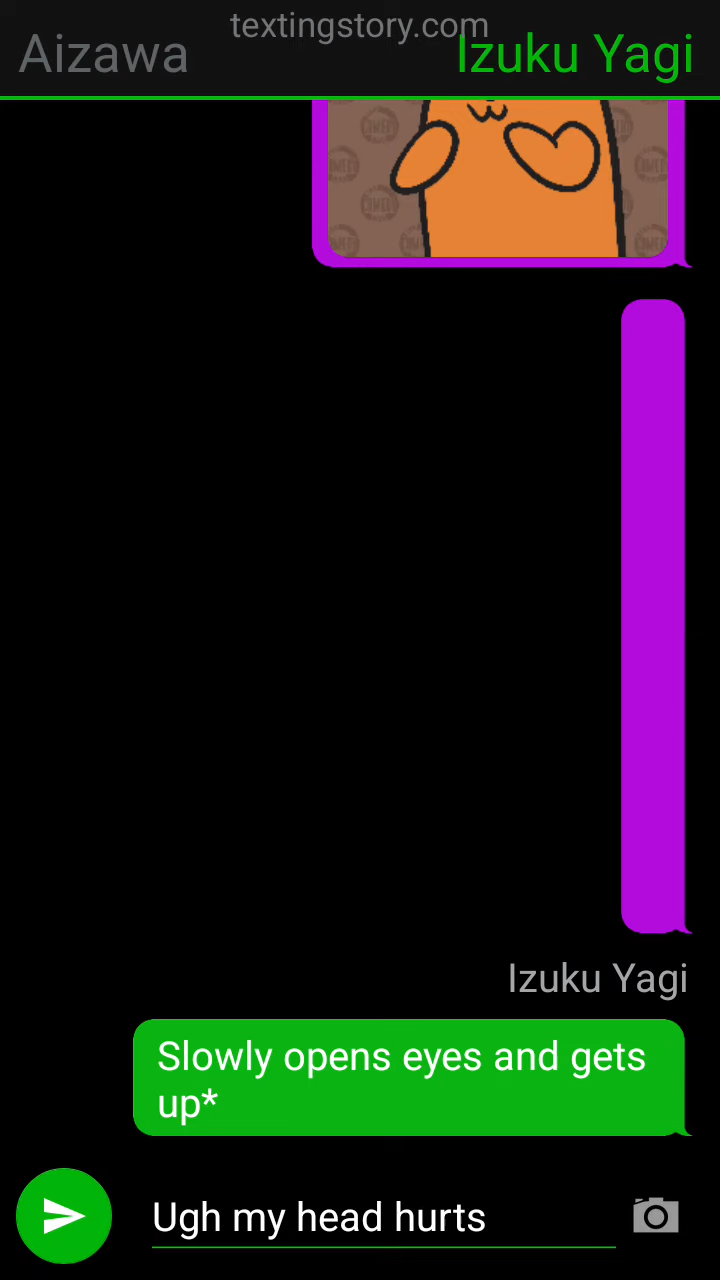 textingstory.com
Aizawa
Izuku Yagi
Izuku Yagi
Slowly opens eyes and gets
up*
Ugh my head hurts